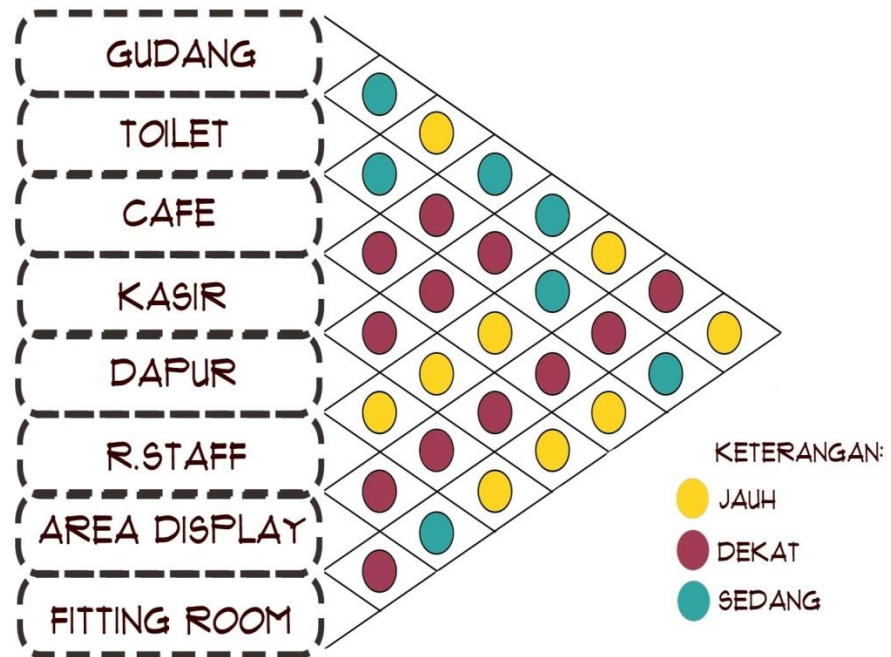 GUDANG
TOILET
CAFE
KASIR
DAPUR
R.STAFF
AREA DISPLAY
FITTING ROOM
KETERANGAN:
JAUH
DEKAT
SEDANG